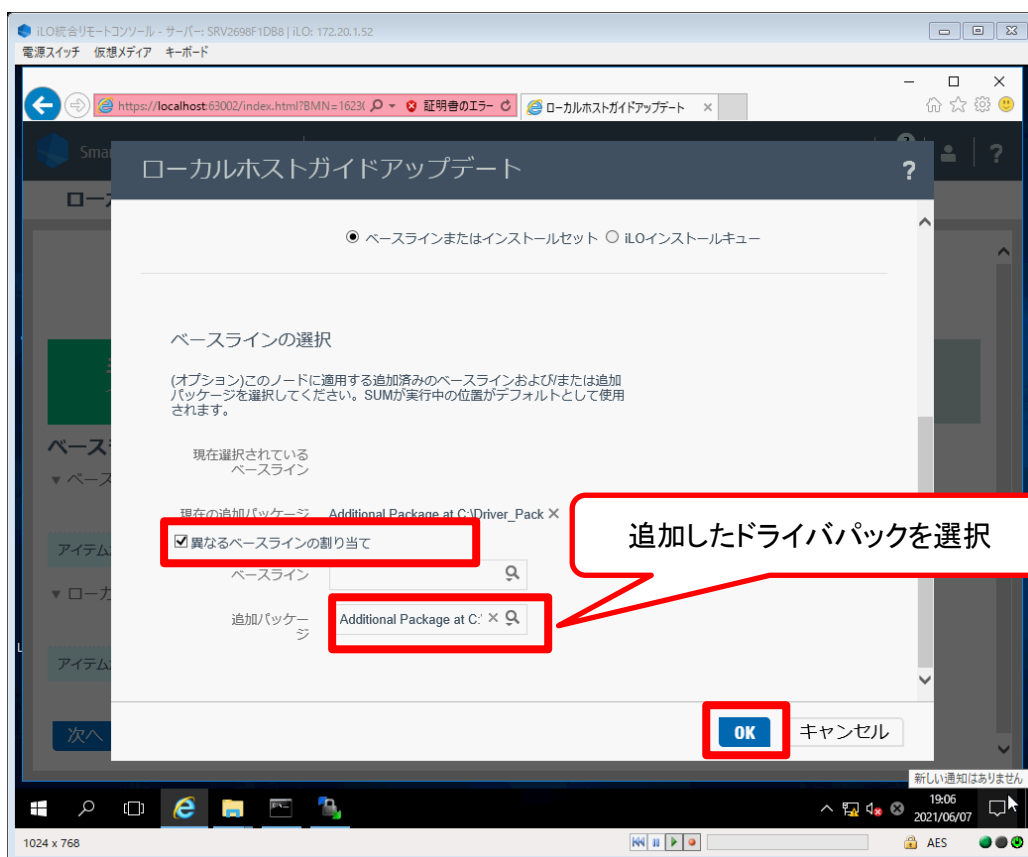 iLO統合リモートコンソール - サーバー: SRV2698F1DB8 | iLO: 172.20.1.52
電源スイッチ 仮想メディア キーボード
https://localhost:63002/index.html?BMN=1623( 証明書のエラー ローカルホストガイドアップデート
Smar
ローカルホストガイドアップデート ?
?
ローカ
ベースラインまたはインストールセット iLOインストールキュー
ベースラインの選択
(オプション)このノードに適用する追加済みのベースラインおよび/または追加
パッケージを選択してください。SUMが実行中の位置がデフォルトとして使用
されます。
ベース
現在選択されている
ベースライン
ベース
現在の追加パッケージ Additional Package at C:\Driver_Pack
追加したドライバパックを選択
異なるベースラインの割り当て
アイテム
ベースライン
ローカ
追加パッケー
ジ
Additional Package at C:'
アイテム
次へ
OK キャンセル
新しい通知はありません
19:06
2021/06/07
1024 x 768 AES